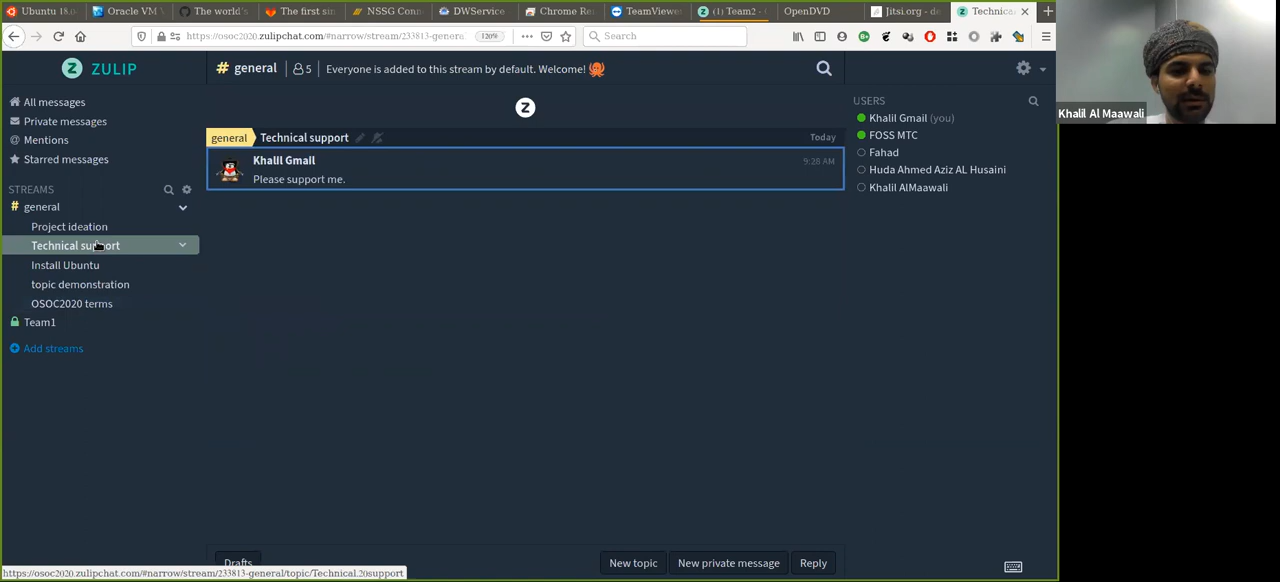 Ubuntu 18.0
Oracle VM V
The world's
The first sin
NSSG Conn
DWService
Chrome Re
TeamViewe
(1) Team2 -
OpenDVD
Jitsi.org - de
Technica
https://osoc2020.zulipchat.com/#narrow/stream/233813-genera
120%
Search
ZULIP
# general
5
Everyone is added to this stream by default. Welcome!
All messages
Private messages
Mentions
Starred messages
STREAMS
# general
Project ideation
Technical support
Install Ubuntu
topic demonstration
OSOC2020 terms
Team1
Add streams
Z
general
Technical support
Today
Khalil Gmail
9:28 AM
Please support me.
Drafts
New topic
New private message
Reply
USERS
Khalil Gmail (you)
FOSS MTC
Fahad
Huda Ahmed Aziz AL Husaini
Khalil AlMaawali
Khalil Al Maawali
https://osoc2020.zulipchat.com/#narrow/stream/233813-general/topic/Technical.20support